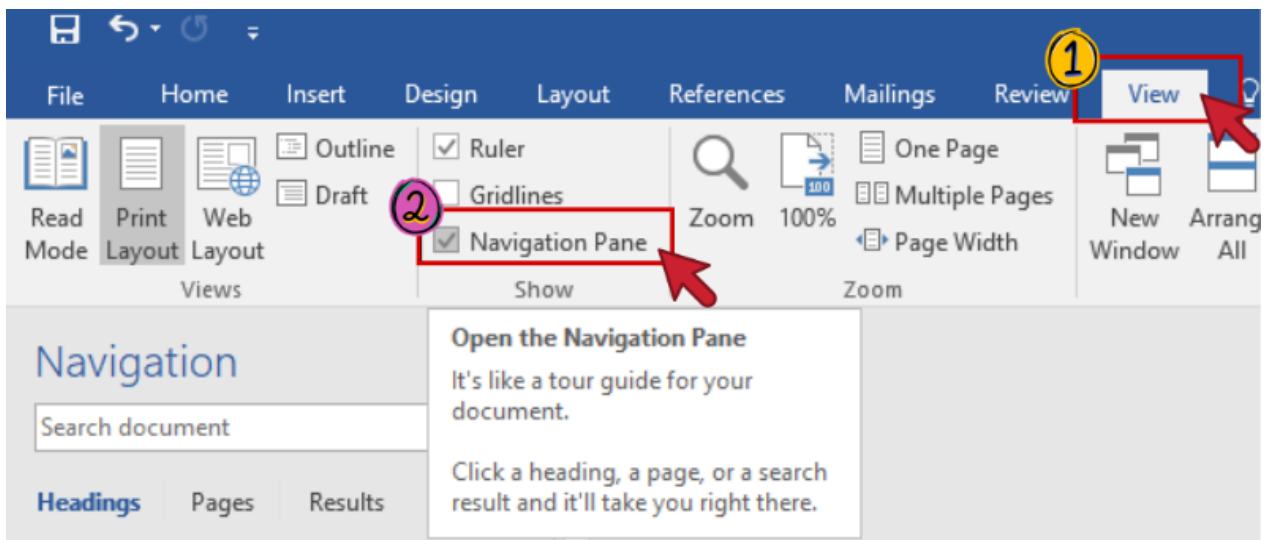 1
File Home Insert Design Layout References Mailings Review View
Read Mode
Print Layout
Web Layout
Outline
Draft
Views
2
Ruler
Gridlines
Navigation Pane
Show
Zoom
100
100%
One Page
Multiple Pages
Page Width
Zoom
New Window
Arrang
All
Navigation
Search document
Headings Pages Results
Open the Navigation Pane
It's like a tour guide for your
document.
Click a heading, a page, or a search
result and it'll take you right there.